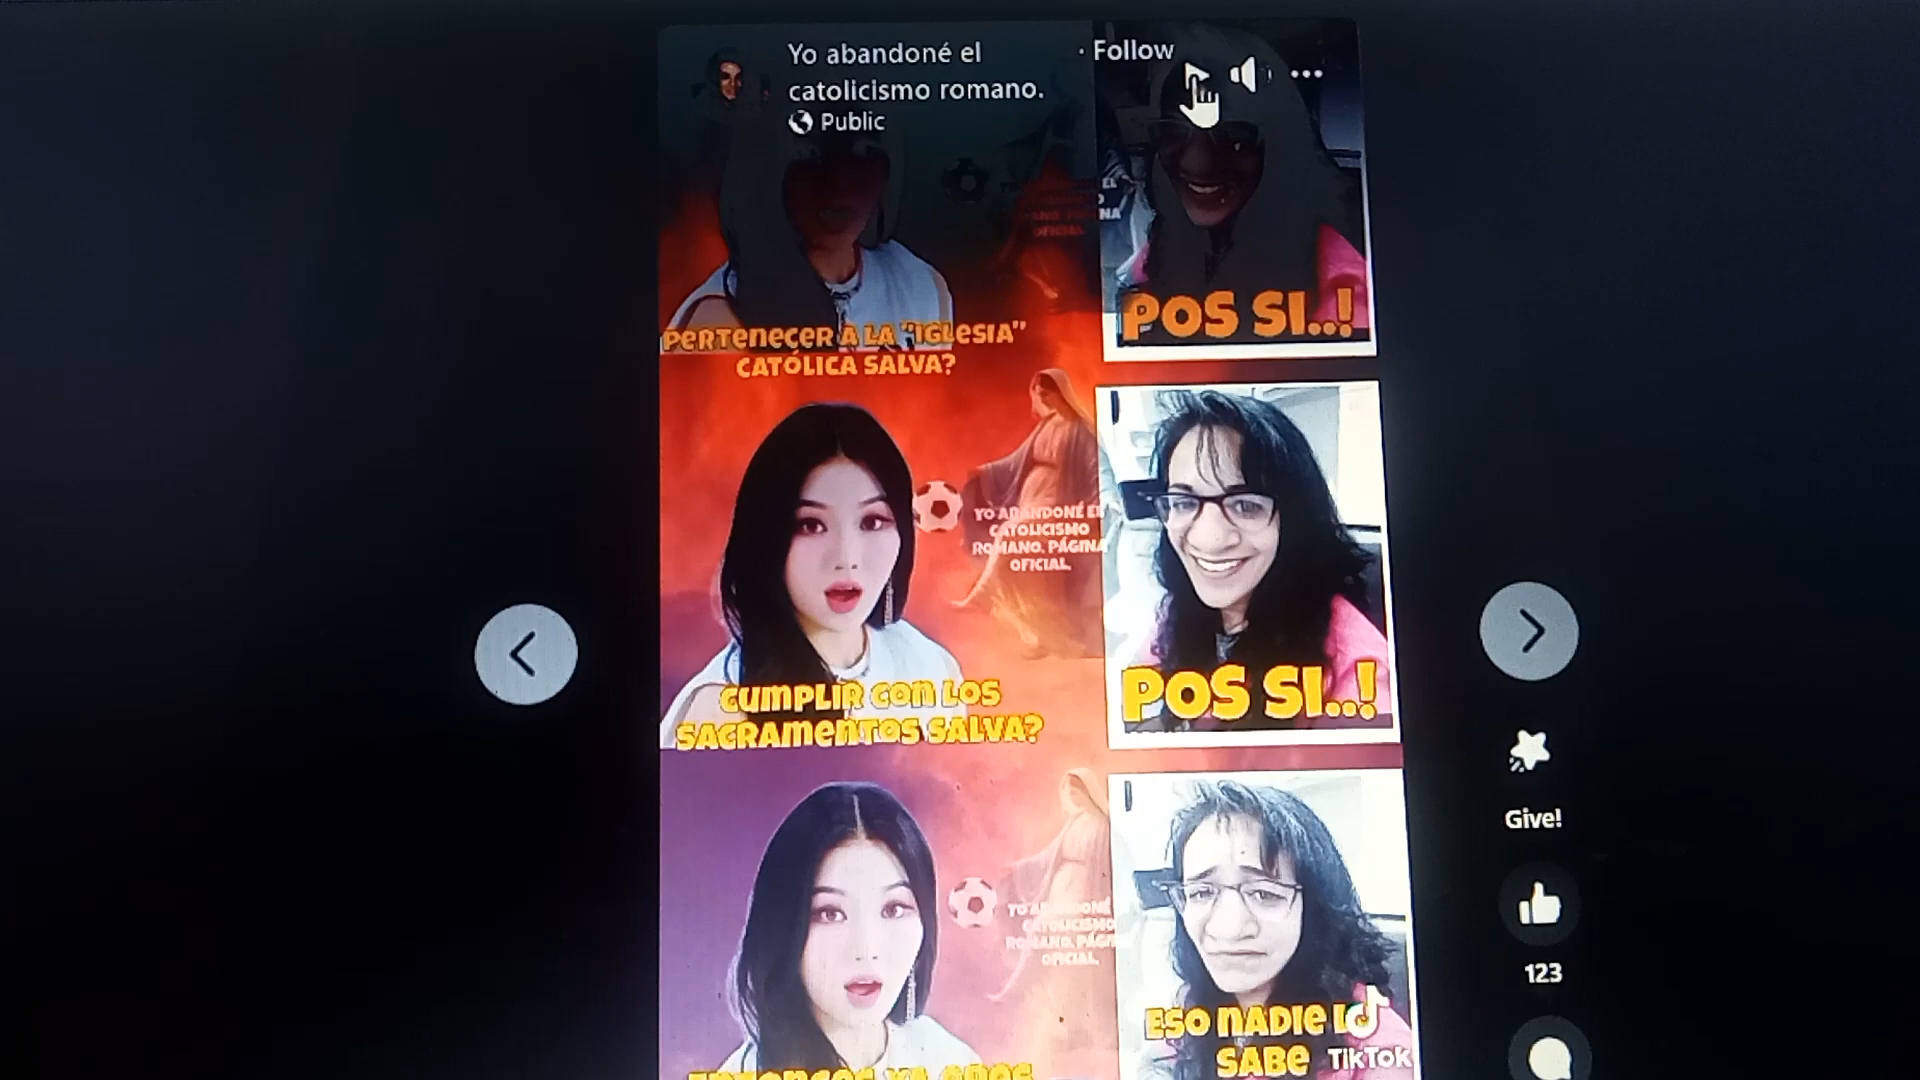 Yo abandoné el
catolicismo romano.
· Follow
Public
PERTENECER A LA "IGLESIA"
CATÓLICA SALVA?
POS SI..!
YO ABANDONÉ EL
CATOLICISMO
ROMANO. PÁGINA
OFICIAL.
CUMPLIR CON LOS
SACRAMENTOS SALVA?
POS SI..!
YO ABANDONÉ
CATOLICISMO
ROMANO. PÁGIN
OFICIAL.
ESO NADIE LO
SABE
TikTok
Give!
123